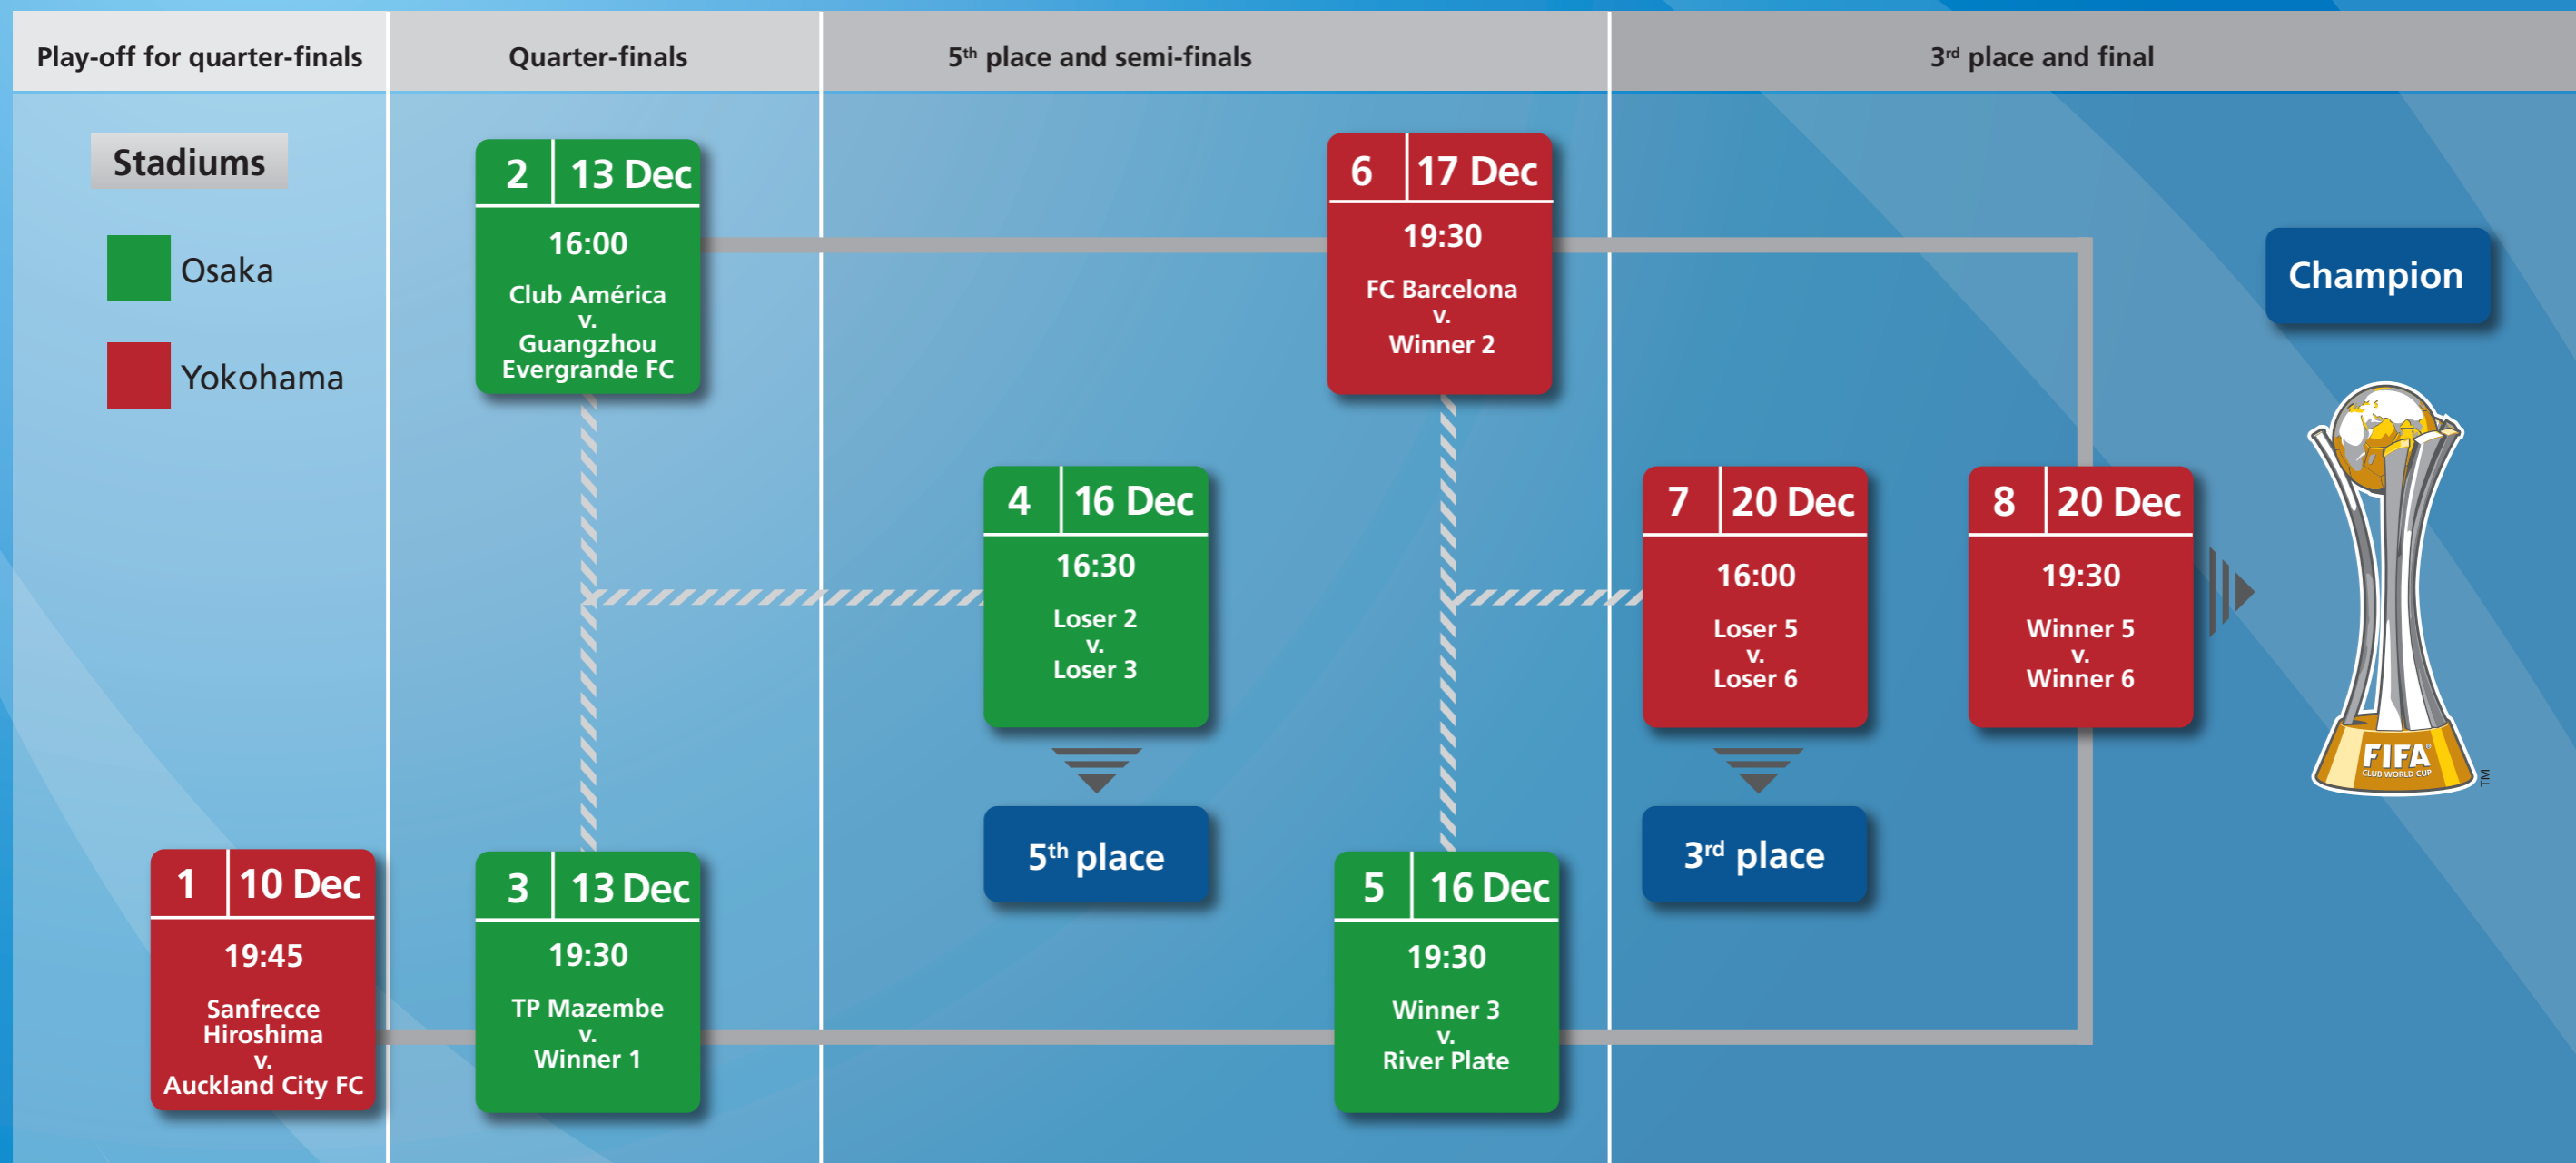 Play-off for quarter-finals
Quarter-finals
5th place and semi-finals
3rd place and final
Stadiums
Osaka
Yokohama
2 13 Dec
16:00
Club América
v.
Guangzhou
Evergrande FC
6 17 Dec
19:30
FC Barcelona
v.
Winner 2
Champion
4 16 Dec
16:30
Loser 2
v.
Loser 3
5th place
7 20 Dec
16:00
Loser 5
v.
Loser 6
3rd place
8 20 Dec
19:30
Winner 5
v.
Winner 6
FIFA®
CLUB WORLD CUP
TM
1 10 Dec
19:45
Sanfrecce
Hiroshima
v.
Auckland City FC
3 13 Dec
19:30
TP Mazembe
v.
Winner 1
5 16 Dec
19:30
Winner 3
v.
River Plate